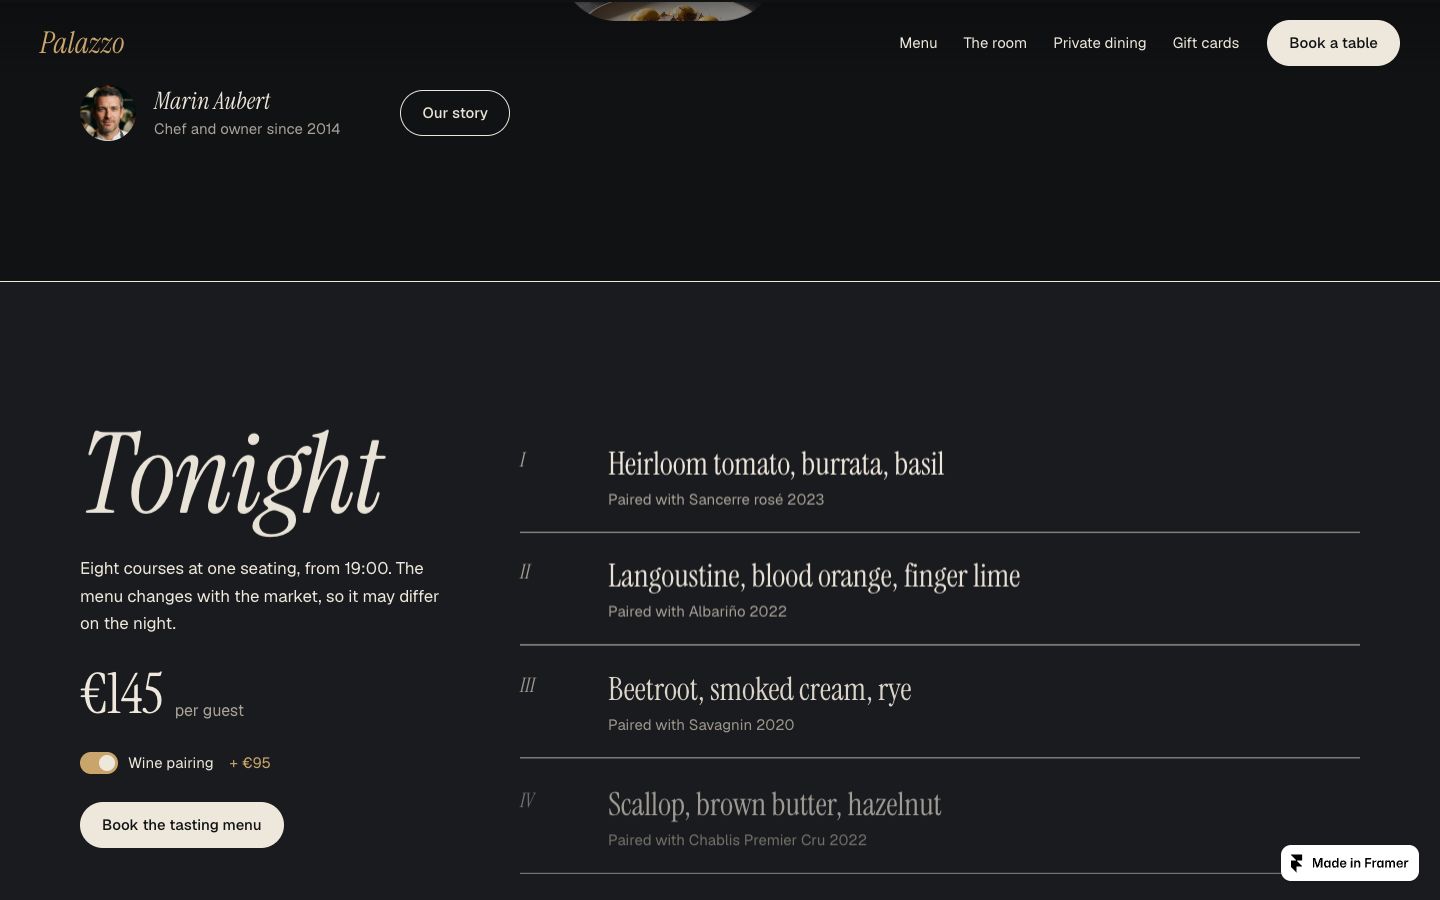 Palazzo
Menu
The room
Private dining
Gift cards
Book a table
Marin Aubert
Chef and owner since 2014
Our story
Tonight
Eight courses at one seating, from 19:00. The
menu changes with the market, so it may differ
on the night.
€145 per guest
Wine pairing + €95
Book the tasting menu
I
Heirloom tomato, burrata, basil
Paired with Sancerre rosé 2023
II
Langoustine, blood orange, finger lime
Paired with Albariño 2022
III
Beetroot, smoked cream, rye
Paired with Savagnin 2020
IV
Scallop, brown butter, hazelnut
Paired with Chablis Premier Cru 2022
Made in Framer